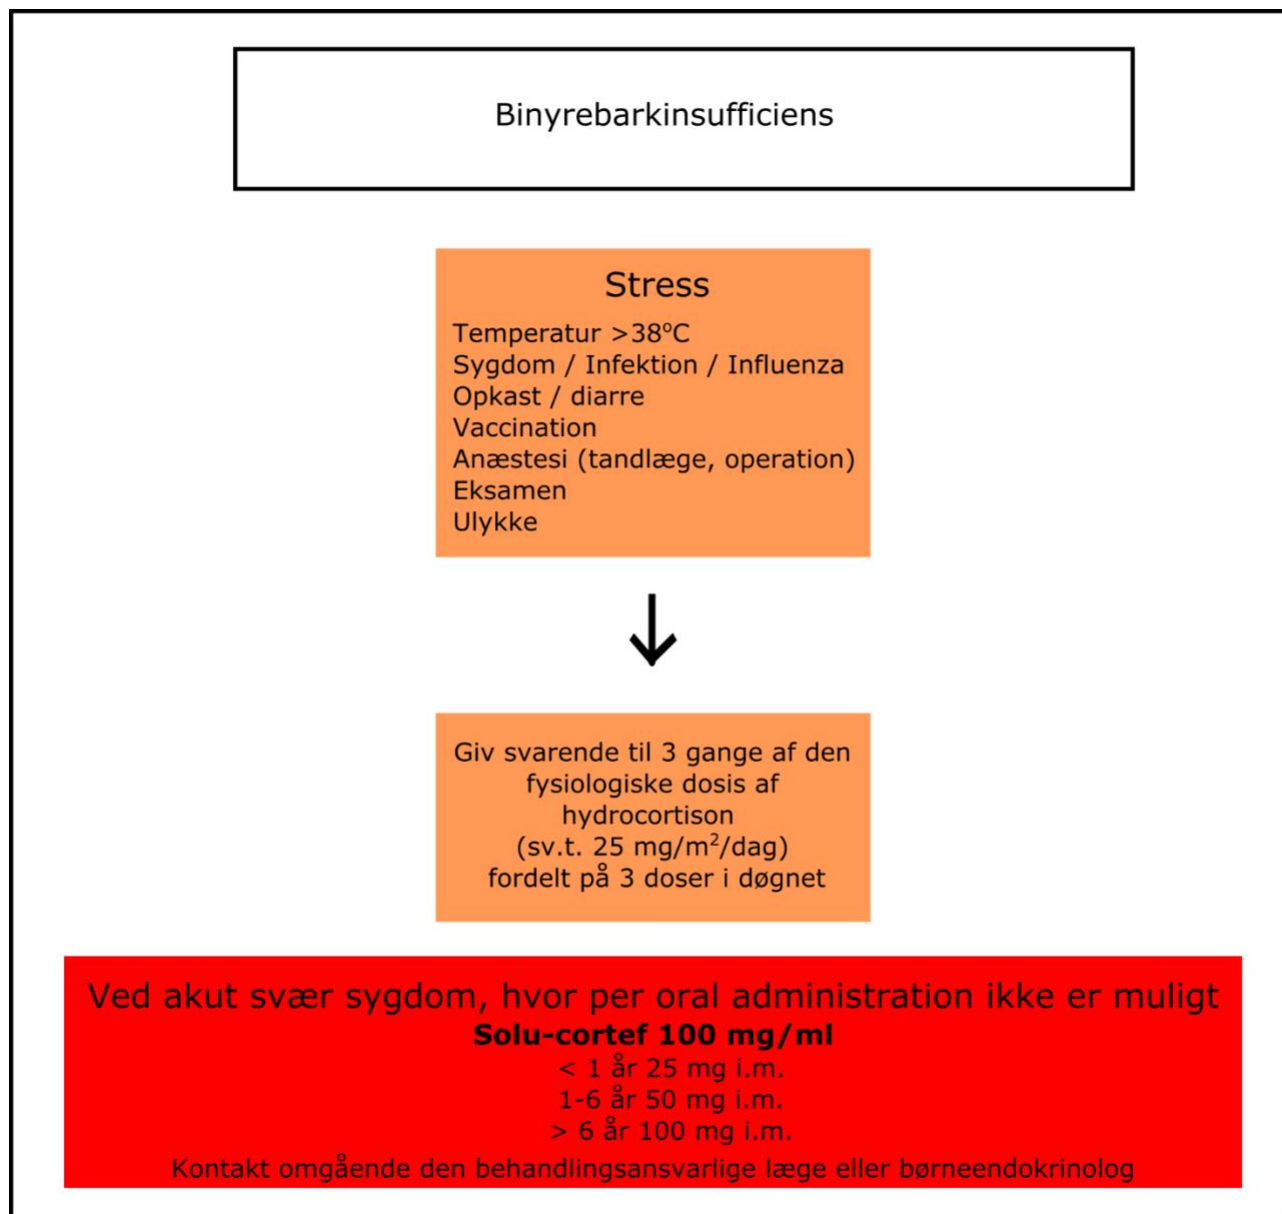 Binyrebarkinsufficiens
Stress
Temperatur >38°C
Sygdom / Infektion / Influenza
Opkast / diarre
Vaccination
Anæstesi (tandlæge, operation)
Eksamen
Ulykke
Giv svarende til 3 gange af den
fysiologiske dosis af
hydrocortison
(sv.t. 25 mg/m²/dag)
fordelt på 3 doser i døgnet
Ved akut svær sygdom, hvor per oral administration ikke er muligt
Solu-cortef 100 mg/ml
< 1 år 25 mg i.m.
1-6 år 50 mg i.m.
> 6 år 100 mg i.m.
Kontakt omgående den behandlingsansvarlige læge eller børneendokrinolog